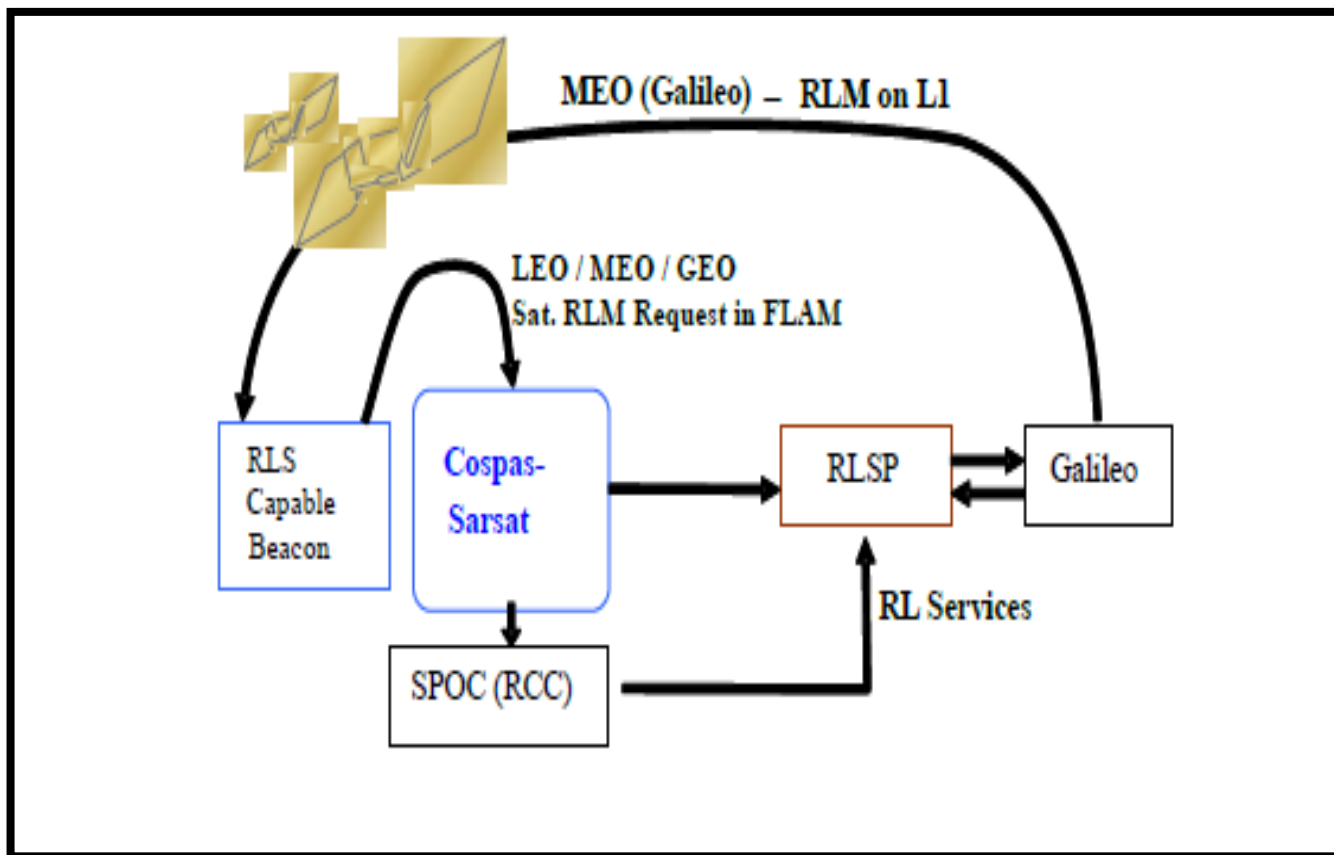 MEO (Galileo) – RLM on L1
LEO / MEO / GEO
Sat. RLM Request in FLAM
RLS
Capable
Beacon
Cospas-
Sarsat
RLSP
Galileo
RL Services
SPOC (RCC)